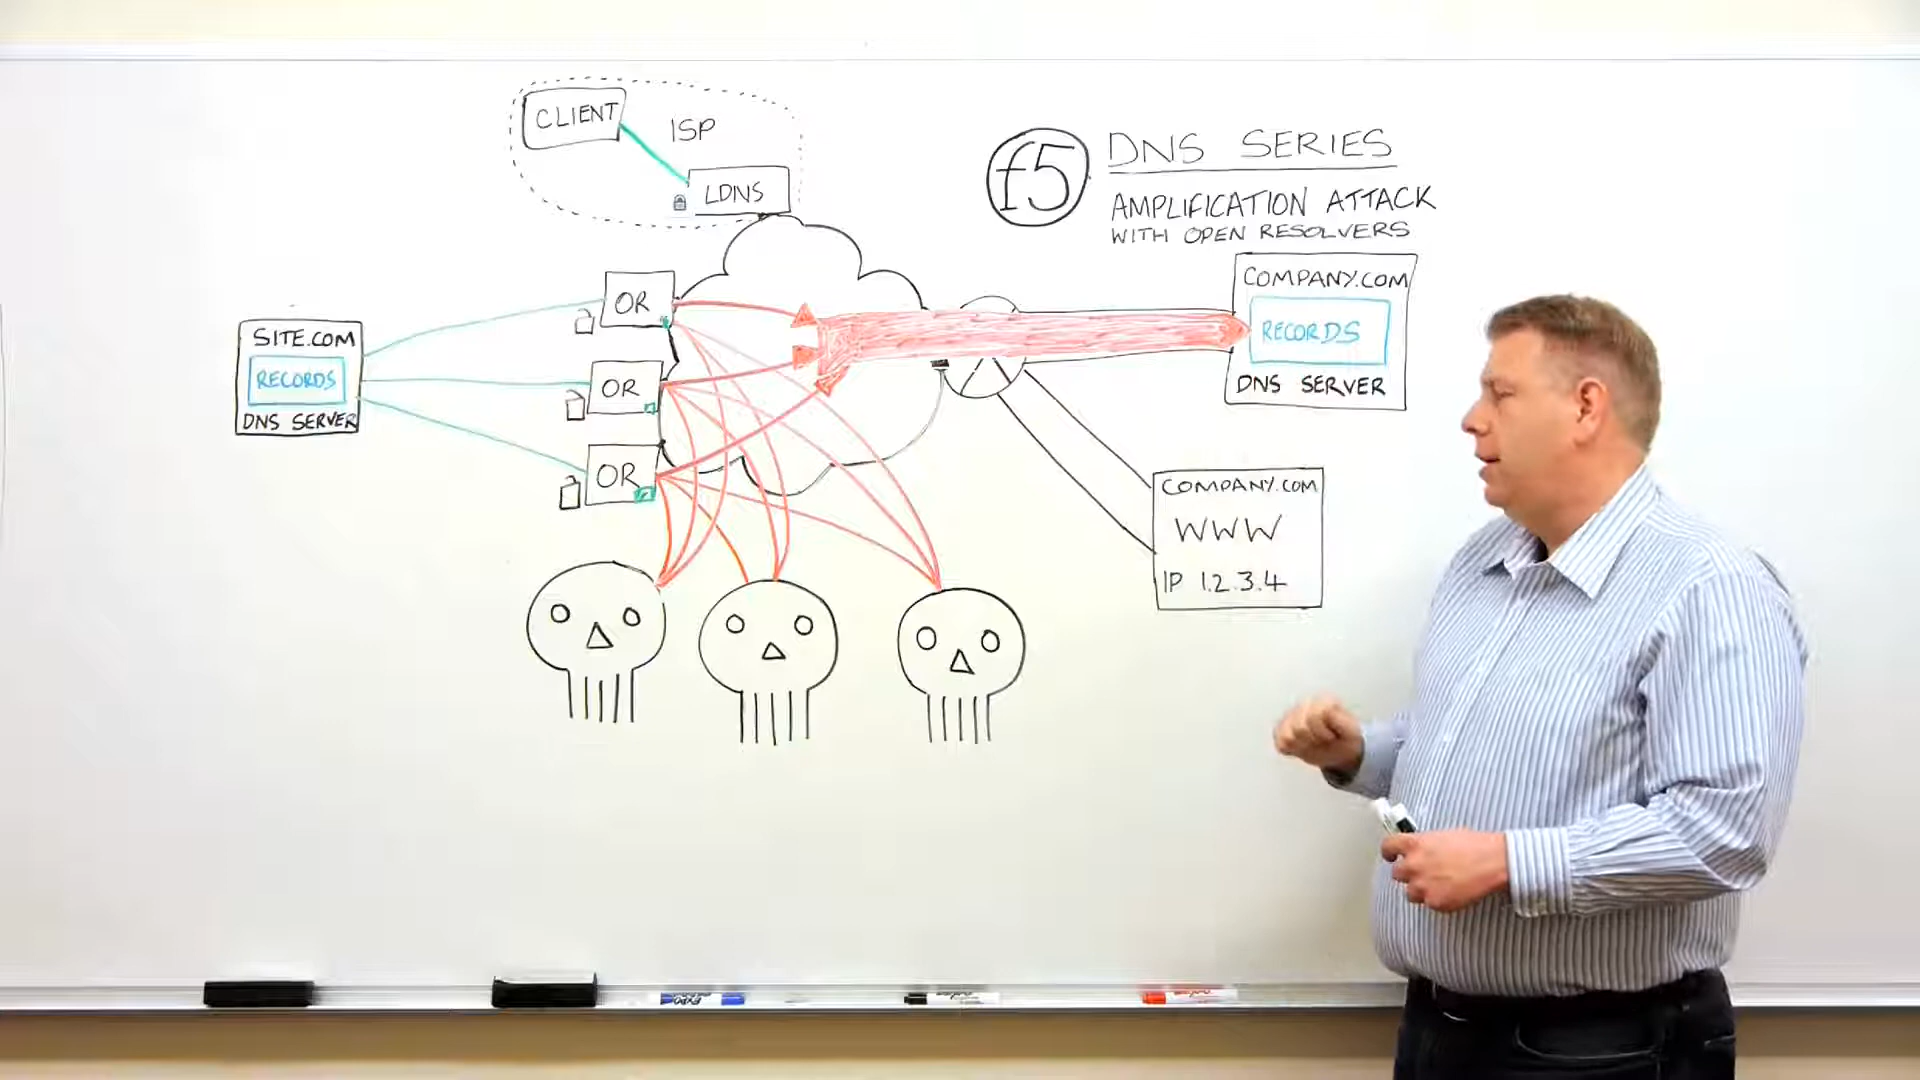 CLIENT
ISP
LDNS
f5
DNS SERIES
AMPLIFICATION ATTACK
WITH OPEN RESOLVERS
SITE.COM
RECORDS
DNS SERVER
OR
OR
OR
COMPANY.COM
RECORDS
DNS SERVER
COMPANY.COM
WWW
IP 1.2.3.4
EXPO